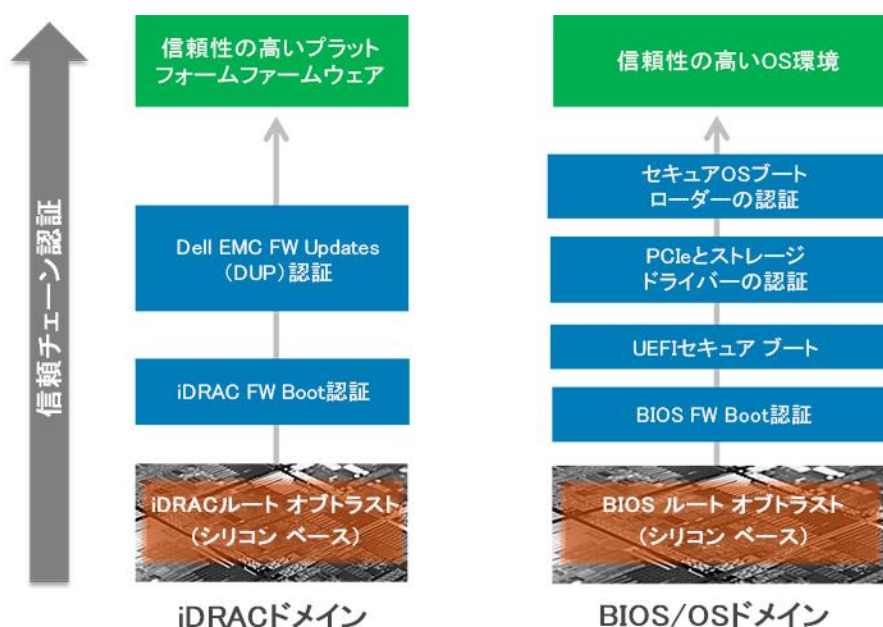 信頼チェーン認証
信頼性の高いプラット
フォームファームウェア
Dell EMC FW Updates
（DUP）認証
iDRAC FW Boot認証
iDRACルート オブトラスト
（シリコン ベース）
iDRACドメイン
信頼性の高いOS環境
セキュアOSブート
ローダーの認証
PCIeとストレージ
ドライバーの認証
UEFIセキュア ブート
BIOS FW Boot認証
BIOS ルート オブトラスト
（シリコン ベース）
BIOS/OSドメイン